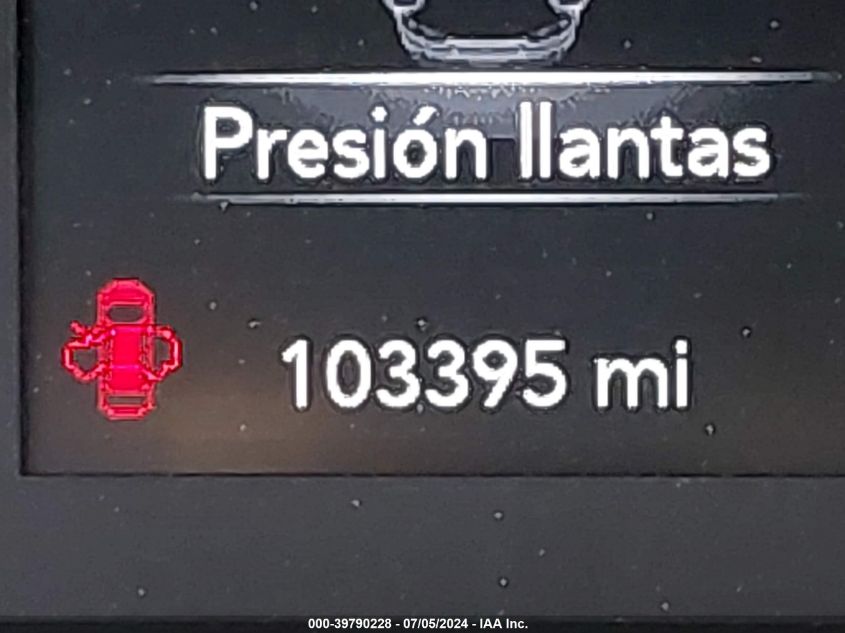 Presión llantas
103395 mi
000-39790228 - 07/05/2024 - IAA Inc.